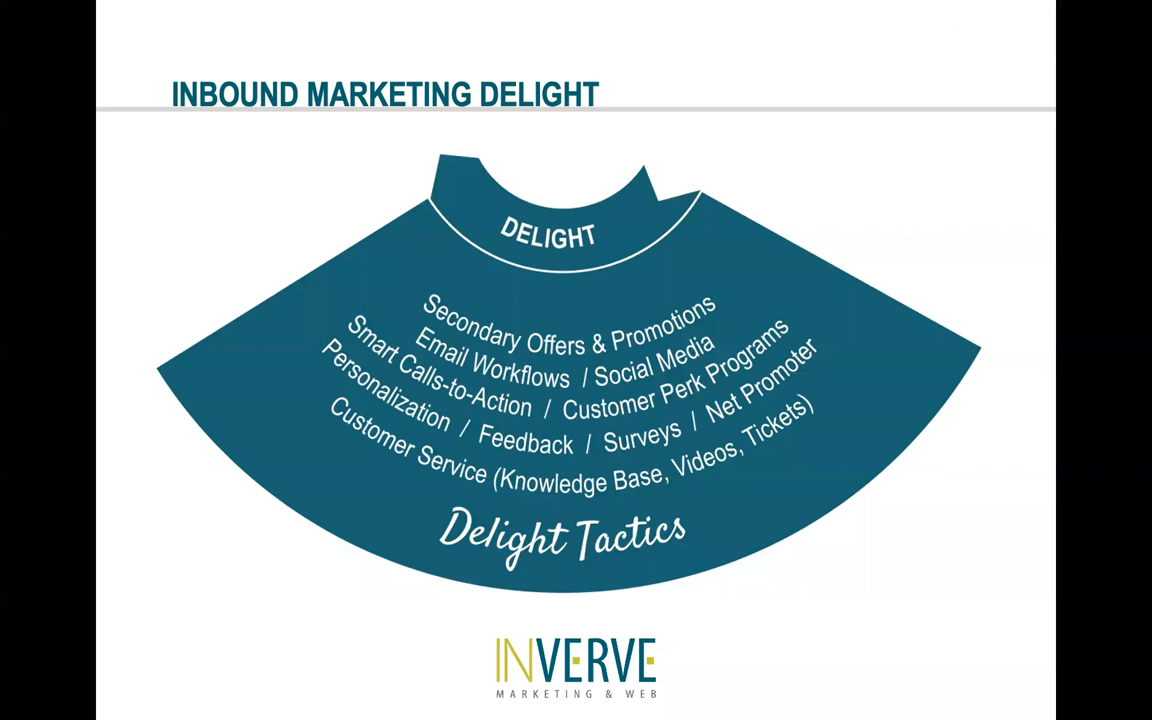 INBOUND MARKETING DELIGHT
DELIGHT
Secondary Offers & Promotions
Email Workflows / Social Media
Smart Calls-to-Action / Customer Perk Programs
Personalization / Feedback / Surveys / Net Promoter
Customer Service (Knowledge Base, Videos, Tickets)
Delight Tactics
INVERVE
MARKETING & WEB